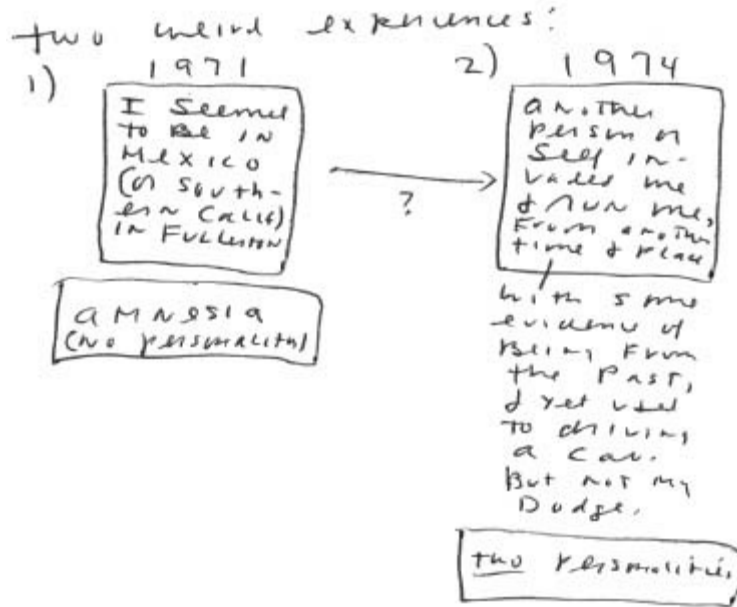 two weird experiences:
1) 1971
I seemed
to be in
Mexico
(or South-
ern Calif)
in Fullerton
AMNESIA
(no personality)
?
2) 1974
another
person or
self in-
vades me
& run me,
from another
time & place
with some
evidence of
being from
the past,
& yet used
to driving
a car.
But not my
Dodge.
two personalities